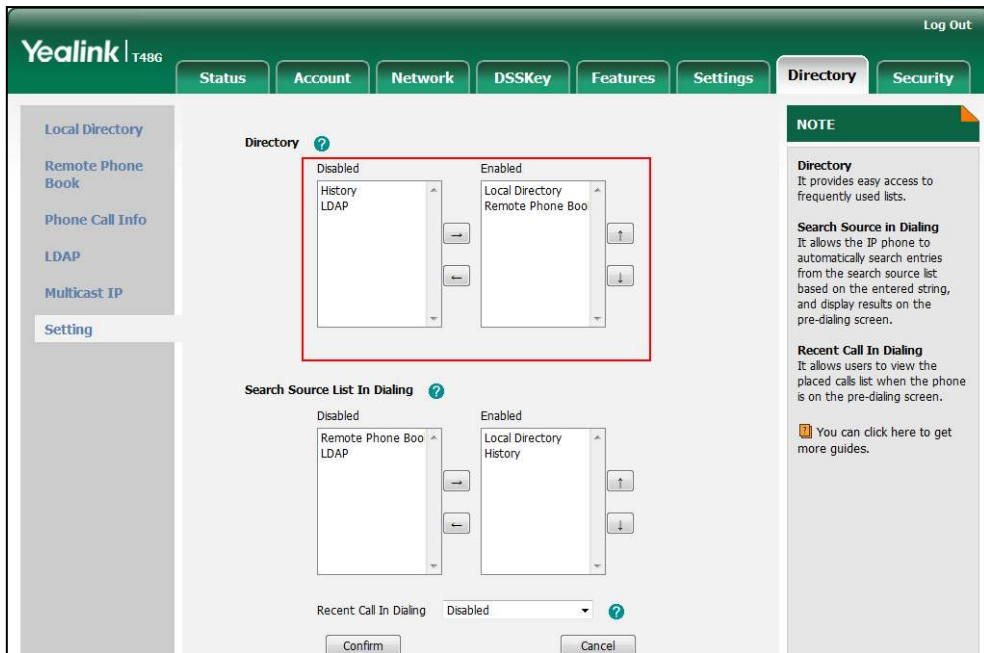 Log Out
Yealink | T48G
Status Account Network DSSKey Features Settings Directory Security
Local Directory
Remote Phone
Book
Phone Call Info
LDAP
Multicast IP
Setting
Directory ?
Disabled Enabled
History
LDAP
Local Directory
Remote Phone Boo
→
←
↑
↓
Search Source List In Dialing ?
Disabled Enabled
Remote Phone Boo
LDAP
Local Directory
History
→
←
↑
↓
Recent Call In Dialing Disabled ?
Confirm Cancel
NOTE
Directory
It provides easy access to
frequently used lists.
Search Source in Dialing
It allows the IP phone to
automatically search entries
from the search source list
based on the entered string,
and display results on the
pre-dialing screen.
Recent Call In Dialing
It allows users to view the
placed calls list when the phone
is on the pre-dialing screen.
? You can click here to get
more guides.